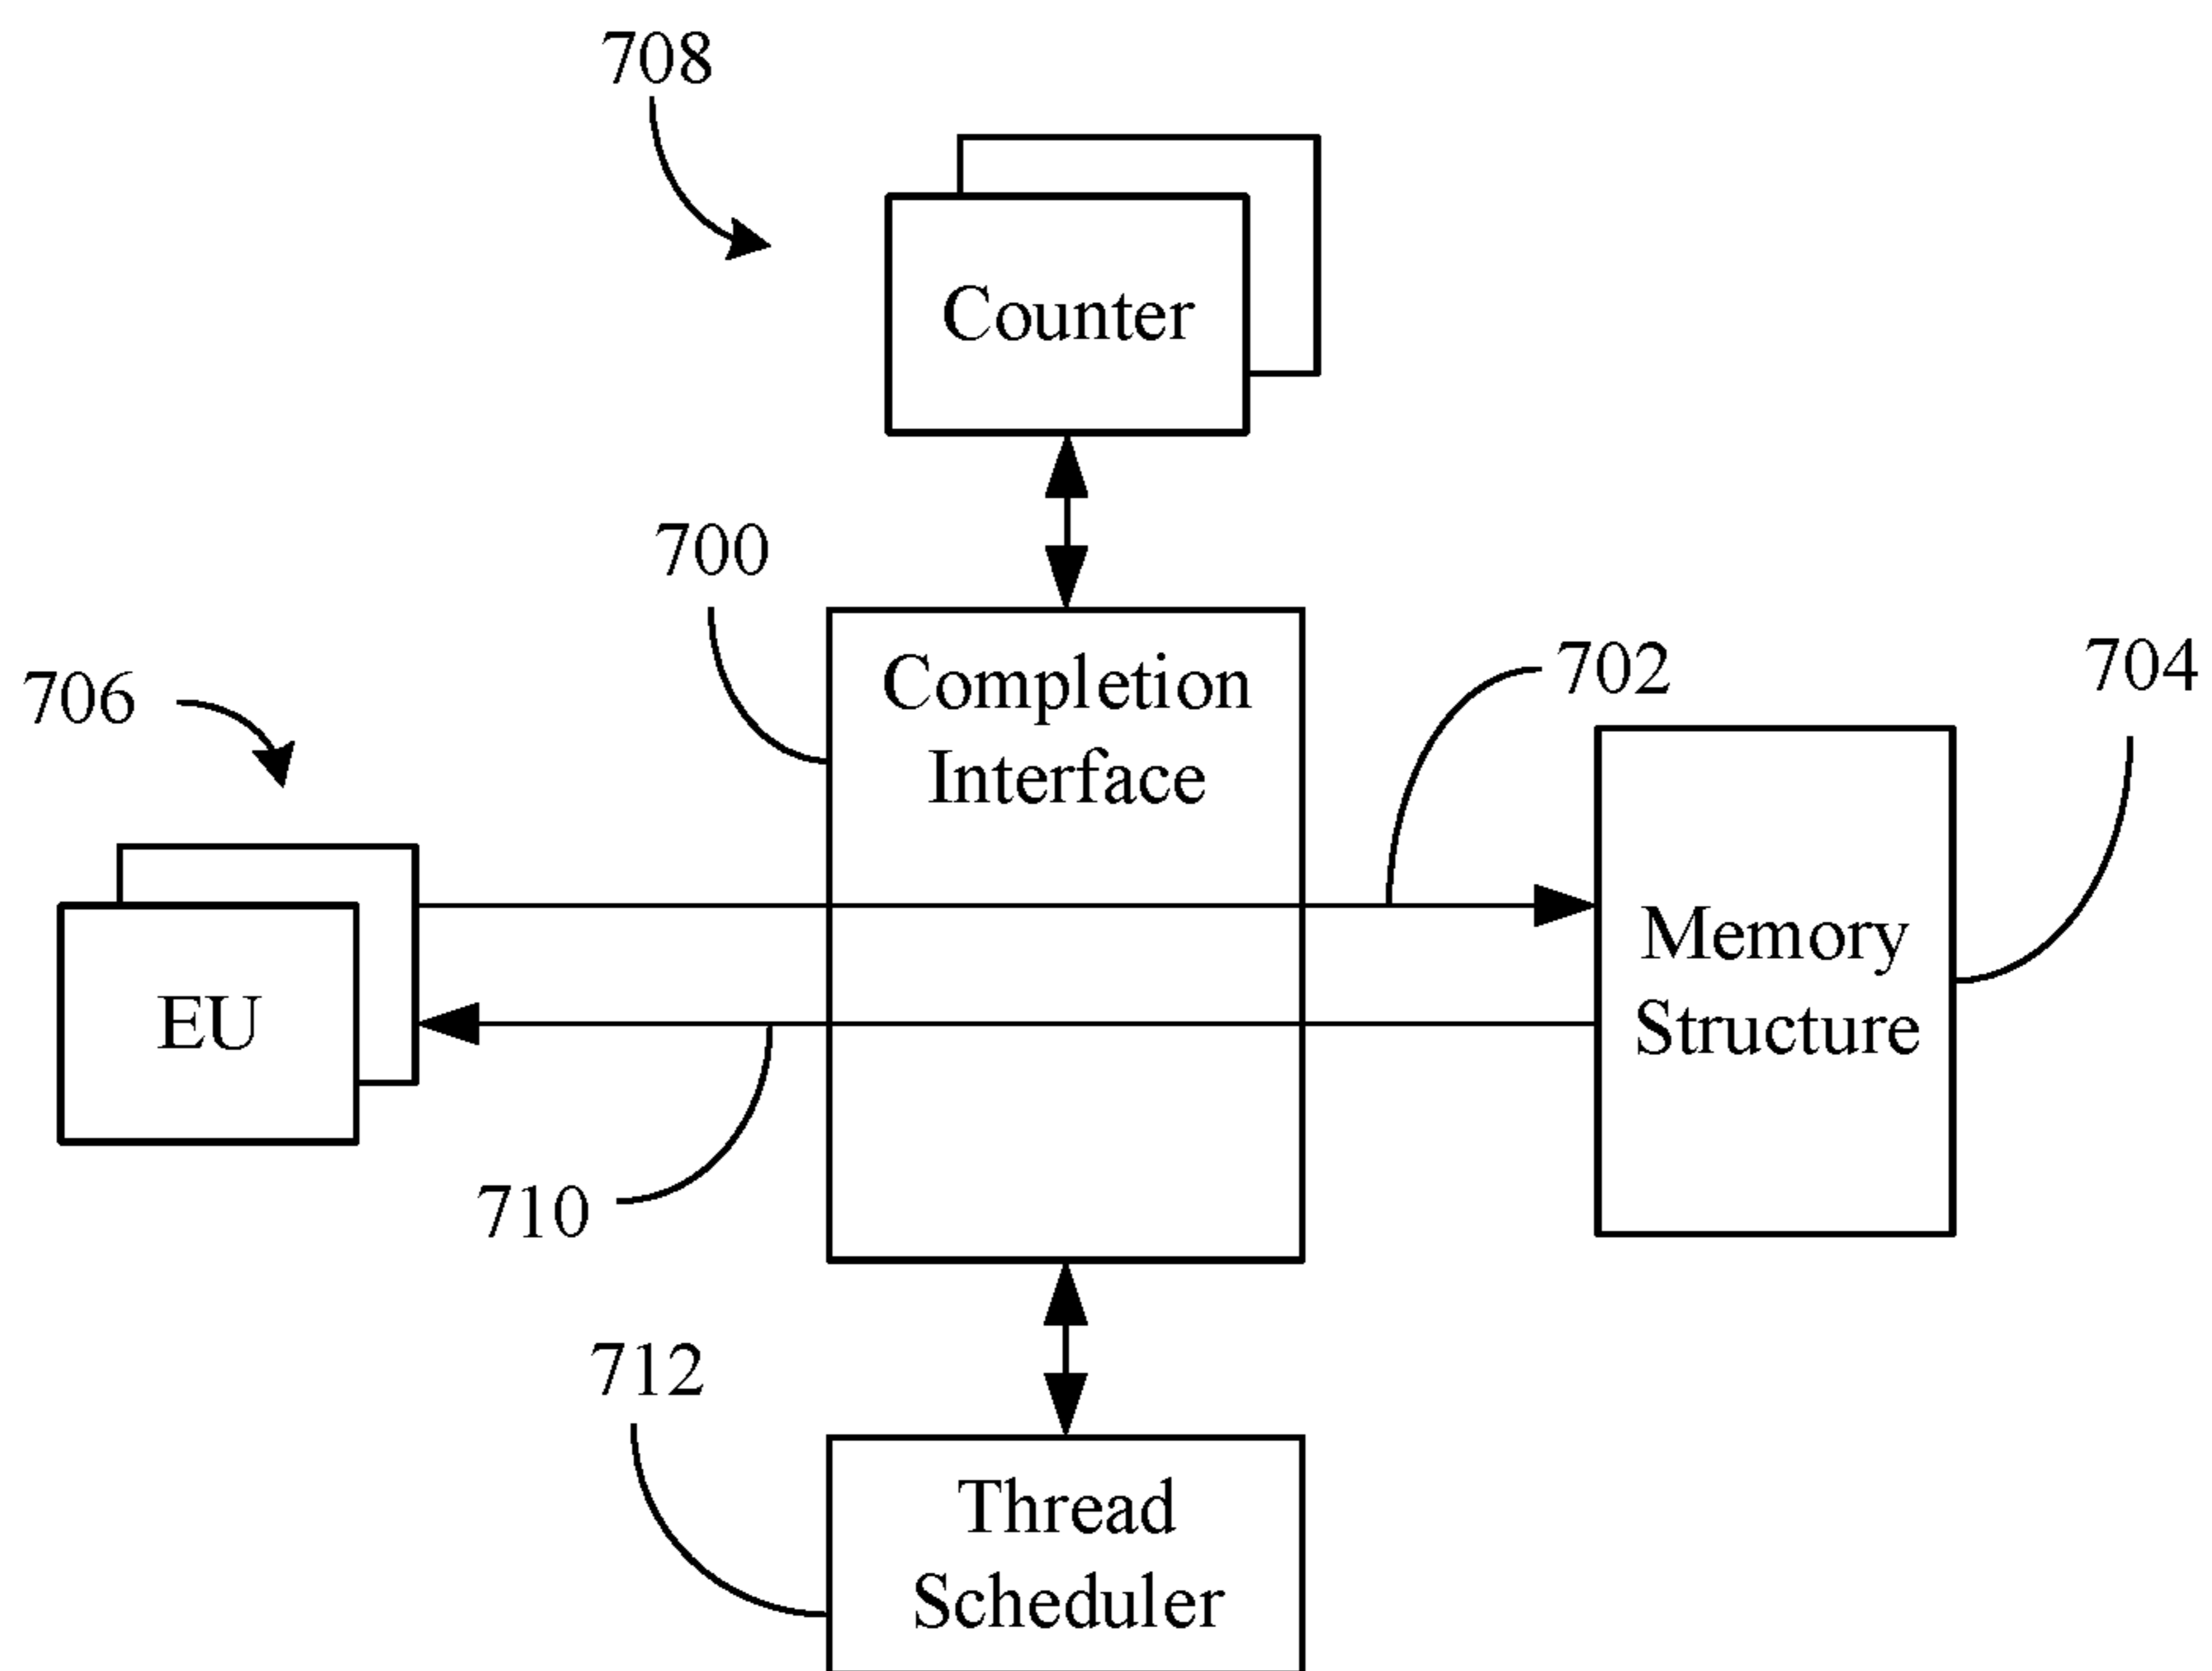 708
Counter
700
Completion
Interface
702
704
706
Memory
Structure
EU
710
712
Thread
Scheduler